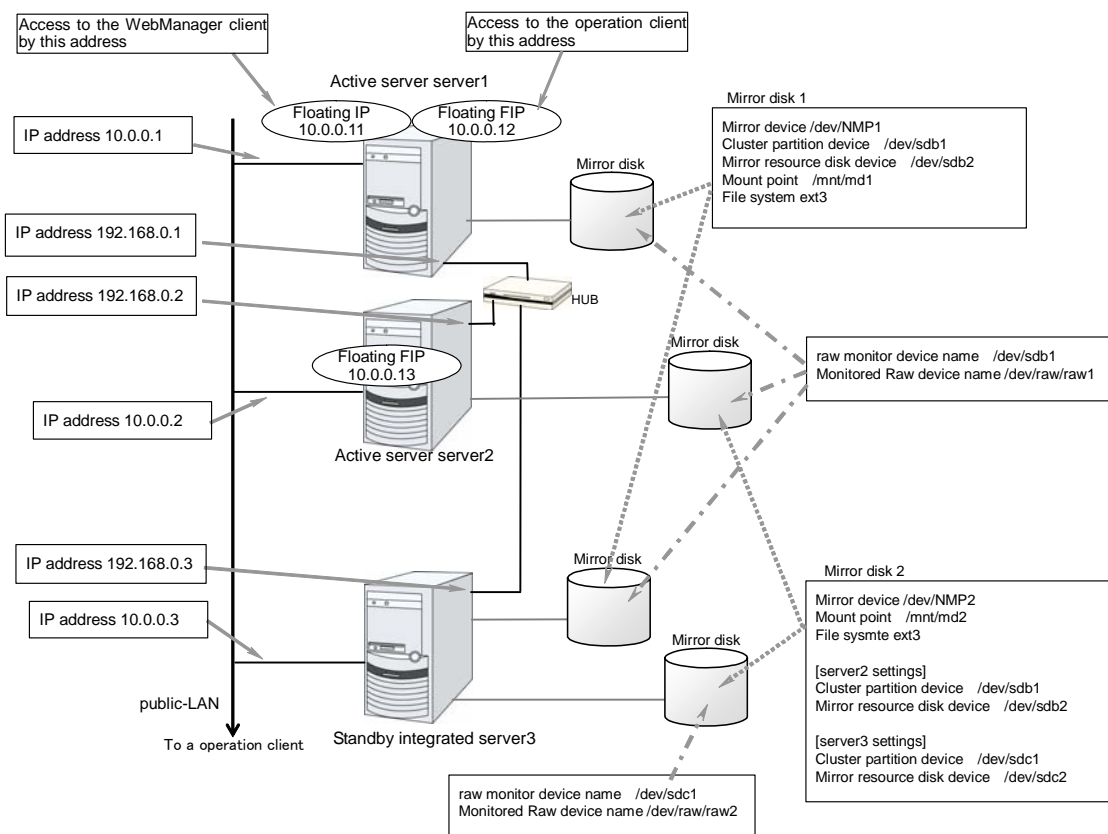 Access to the WebManager client
by this address
Access to the operation client
by this address
Active server server1
Floating IP
10.0.0.11
Floating FIP
10.0.0.12
IP address 10.0.0.1
Mirror disk
Mirror disk 1
Mirror device /dev/NMP1
Cluster partition device /dev/sdb1
Mirror resource disk device /dev/sdb2
Mount point /mnt/md1
File system ext3
IP address 192.168.0.1
IP address 192.168.0.2
HUB
Floating FIP
10.0.0.13
Mirror disk
raw monitor device name /dev/sdb1
Monitored Raw device name /dev/raw/raw1
IP address 10.0.0.2
Active server server2
IP address 192.168.0.3
Mirror disk
IP address 10.0.0.3
Mirror disk
Mirror disk 2
Mirror device /dev/NMP2
Mount point /mnt/md2
File sysmte ext3
[server2 settings]
Cluster partition device /dev/sdb1
Mirror resource disk device /dev/sdb2
[server3 settings]
Cluster partition device /dev/sdc1
Mirror resource disk device /dev/sdc2
public-LAN
To a operation client
Standby integrated server3
raw monitor device name /dev/sdc1
Monitored Raw device name /dev/raw/raw2